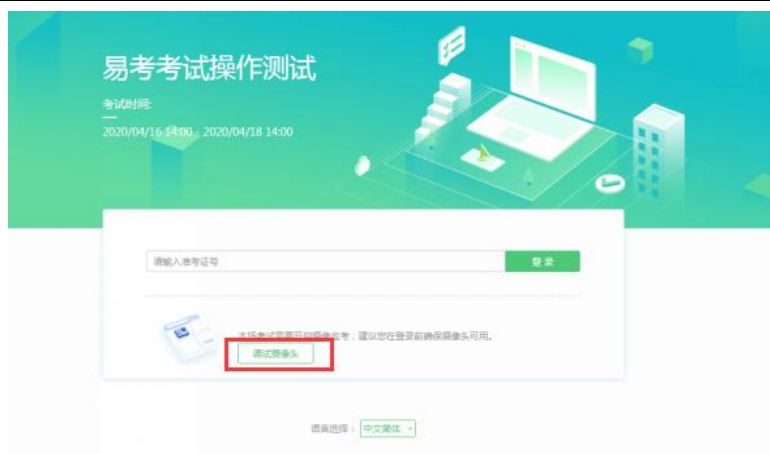 易考考试操作测试
考试时间:
2020/04/16 14:00 - 2020/04/18 14:00
请输入准考证号
登录
本场考试需要开启摄像监考，建议您在登录前确保摄像头可用。
调试摄像头
语言选择： 中文简体